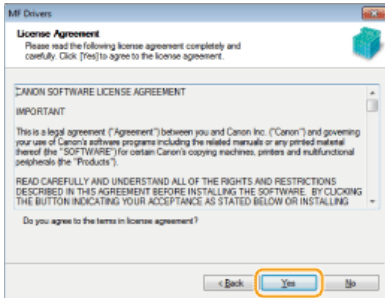 MF Drivers
License Agreement
Please read the following license agreement completely and
carefully. Click [Yes] to agree to the license agreement.
CANON SOFTWARE LICENSE AGREEMENT
IMPORTANT
This is a legal agreement ("Agreement") between you and Canon Inc. ("Canon") and governing
your use of Canon's software programs including the related manuals or any printed material
thereof (the "SOFTWARE") for certain Canon's copying machines, printers and multifunctional
peripherals (the "Products").
READ CAREFULLY AND UNDERSTAND ALL OF THE RIGHTS AND RESTRICTIONS
DESCRIBED IN THIS AGREEMENT BEFORE INSTALLING THE SOFTWARE. BY CLICKING
THE BUTTON INDICATING YOUR ACCEPTANCE AS STATED BELOW OR INSTALLING
Do you agree to the terms in license agreement?
< Back Yes No